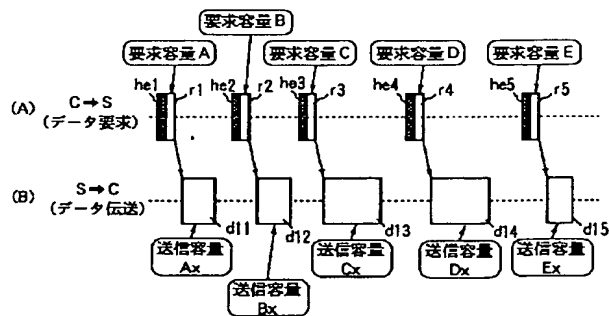 要求容量B
要求容量A
要求容量C
要求容量D
要求容量E
he1
r1
he2
r2
he3
r3
he4
r4
he5
r5
(A)
C→S
(データ要求)
(B)
S→C
(データ伝送)
d11
d12
d13
d14
d15
送信容量
Ax
送信容量
Bx
送信容量
Cx
送信容量
Dx
送信容量
Ex